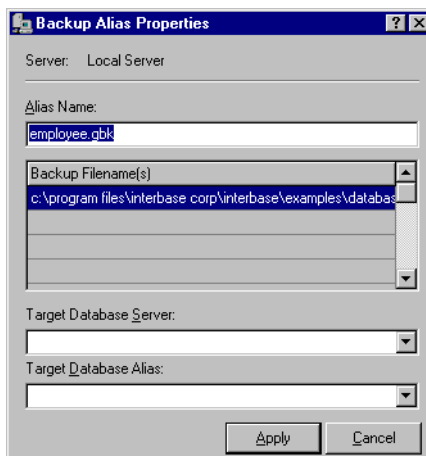 Backup Alias Properties
Server: Local Server
Alias Name:
employee.gbk
Backup Filename(s)
c:\program files\interbase corp\interbase\examples\databas
Target Database Server:
Target Database Alias:
Apply Cancel